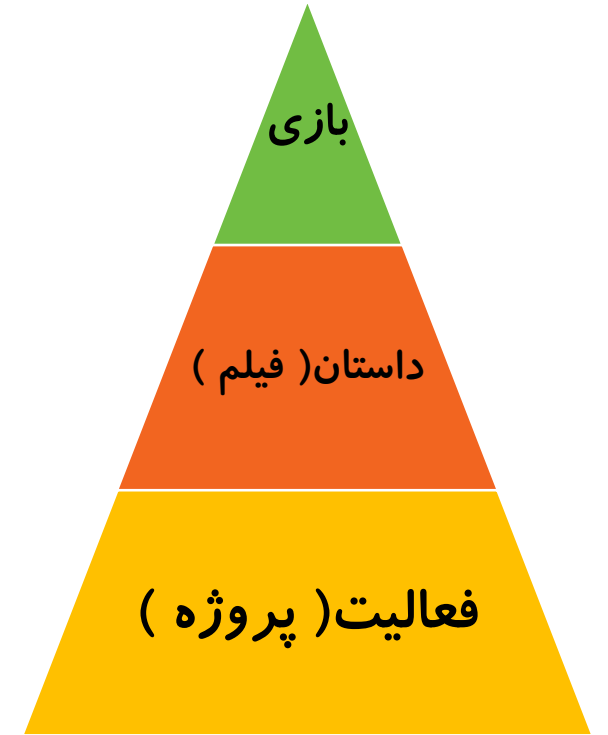 بازی
داستان( فیلم )
فعالیت( پروژه )